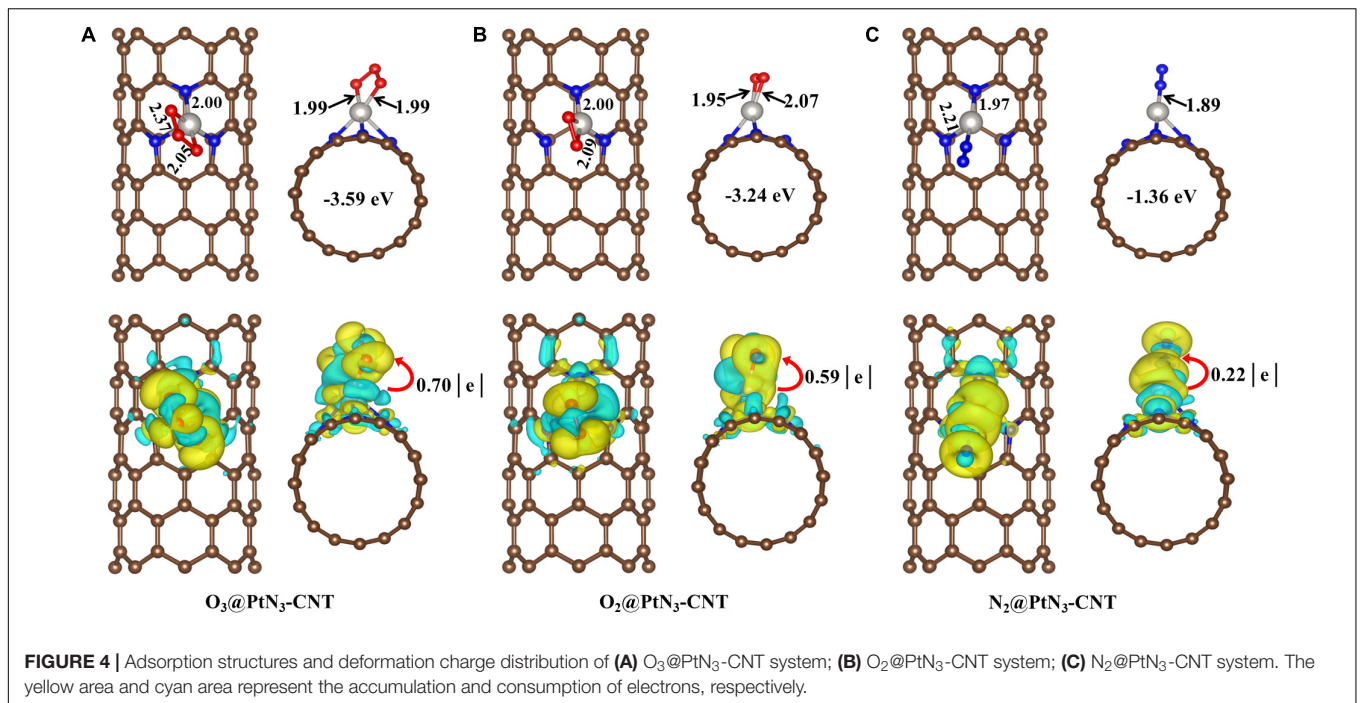 A
B
C
2.00
2.37
2.05
1.99
1.99
-3.59 eV
2.00
2.09
1.95
2.07
-3.24 eV
1.97
2.21
1.89
-1.36 eV
0.70 | e |
0.59 | e |
0.22 | e |
O₃@PtN₃-CNT
O₂@PtN₃-CNT
N₂@PtN₃-CNT
FIGURE 4 | Adsorption structures and deformation charge distribution of (A) O₃@PtN₃-CNT system; (B) O₂@PtN₃-CNT system; (C) N₂@PtN₃-CNT system. The
yellow area and cyan area represent the accumulation and consumption of electrons, respectively.